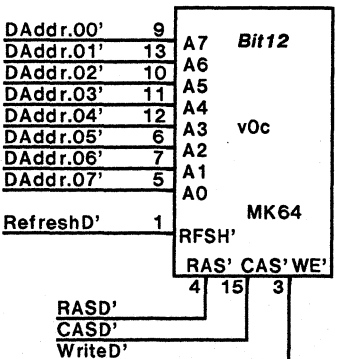 DAddr.00' 9 A7 Bit12
DAddr.01' 13 A6
DAddr.02' 10 A5
DAddr.03' 11 A4
DAddr.04' 12 A3 v0c
DAddr.05' 6 A2
DAddr.06' 7 A1
DAddr.07' 5 A0
MK64
RefreshD' 1 RFSH'
RAS' CAS' WE'
4 15 3
RASD'
CASD'
WriteD'